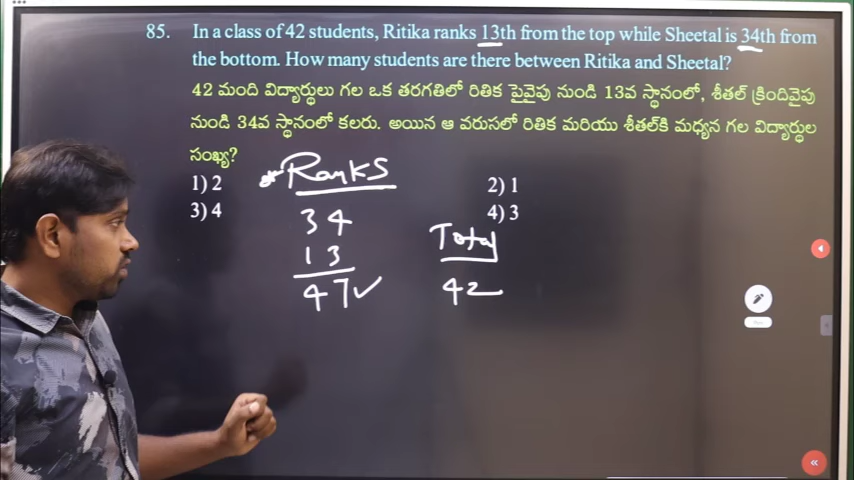 85. In a class of 42 students, Ritika ranks 13th from the top while Sheetal is 34th from
the bottom. How many students are there between Ritika and Sheetal?
42 మంది విద్యార్థులు గల ఒక తరగతిలో రితిక పైవైపు నుండి 13వ స్థానంలో, శీతల్ క్రిందివైపు
నుండి 34వ స్థానంలో కలరు. అయిన ఆ వరుసలో రితిక మరియు శీతల్‌కి మధ్యన గల విద్యార్థుల
సంఖ్య?
1) 2 2) 1
3) 4 4) 3
Ranks
34
13
47
Total
42